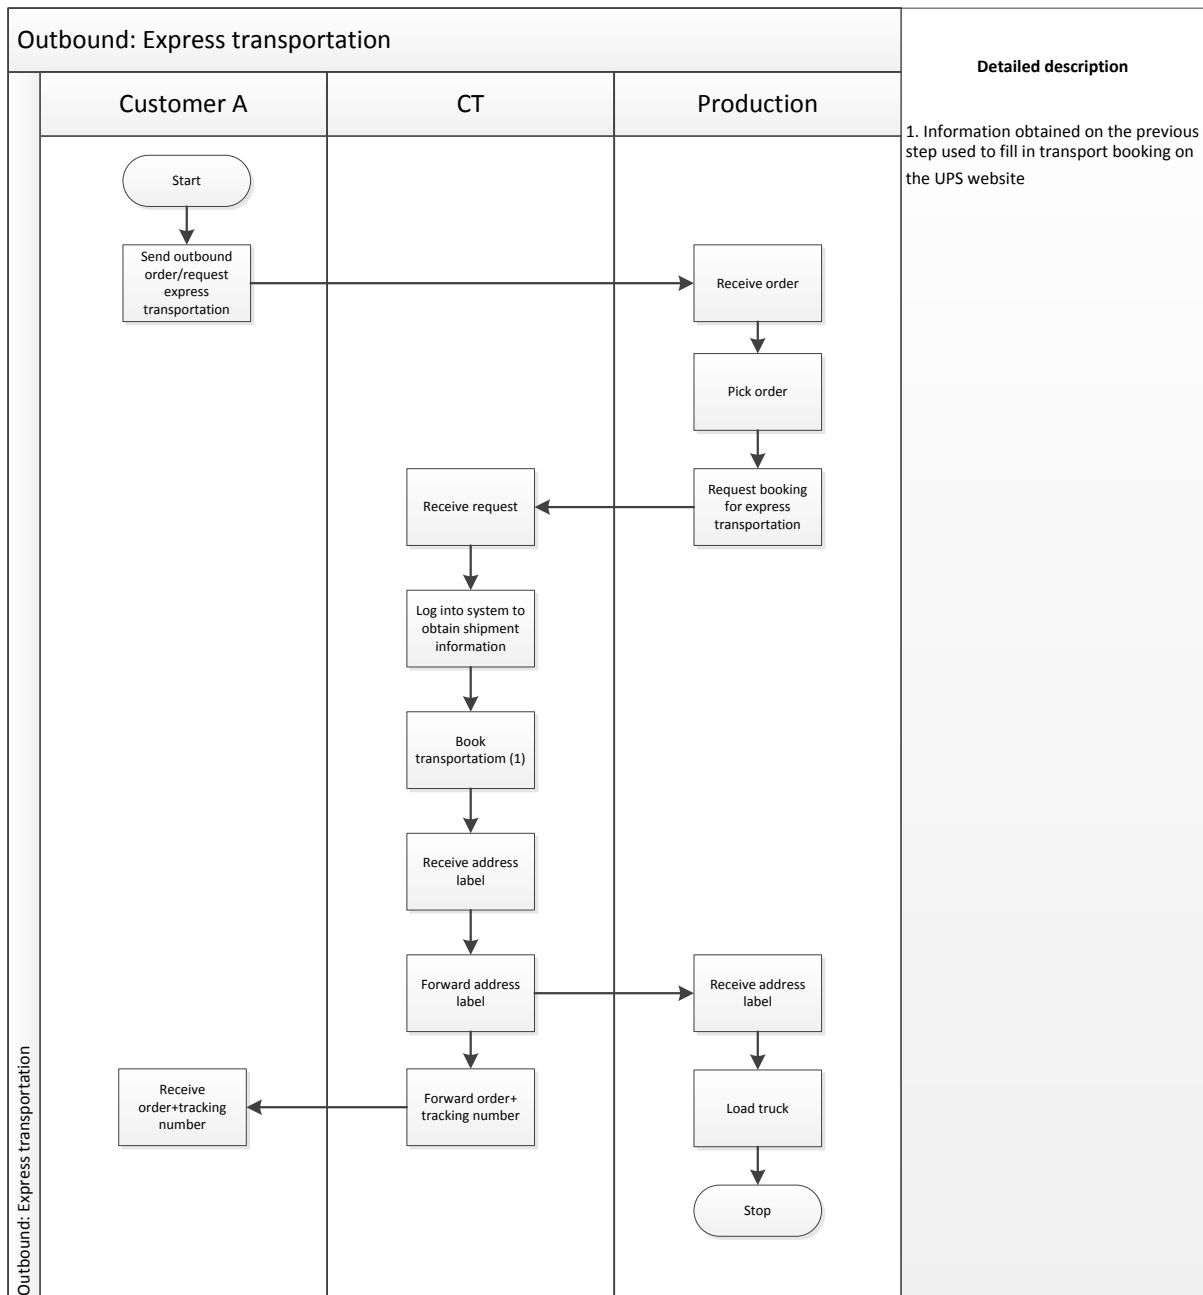 Outbound: Express transportation
Detailed description
Customer A
CT
Production
1. Information obtained on the previous
step used to fill in transport booking on
the UPS website
Start
Send outbound
order/request
express
transportation
Receive order
Pick order
Request booking
for express
transportation
Receive request
Log into system to
obtain shipment
information
Book
transportatiom (1)
Receive address
label
Forward address
label
Receive address
label
Receive
order+tracking
number
Forward order+
tracking number
Load truck
Stop
Outbound: Express transportation